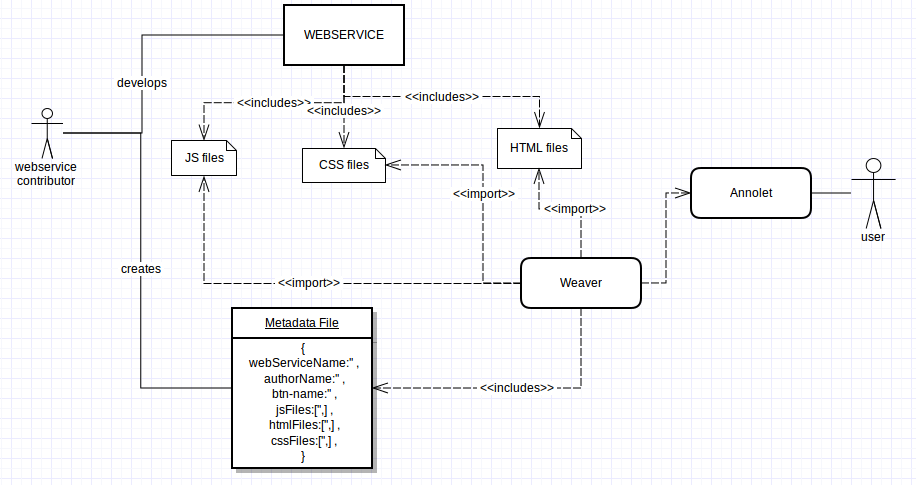 WEBSERVICE
develops
<<includes>>
<<includes>>
<<includes>>
webservice
contributor
JS files
CSS files
HTML files
<<import>>
<<import>>
Annolet
user
creates
<<import>>
Weaver
Metadata File
{
webServiceName:'' ,
authorName:'' ,
btn-name:'' ,
jsFiles:['',] ,
htmlFiles:['',] ,
cssFiles:['',] ,
}
<<includes>>